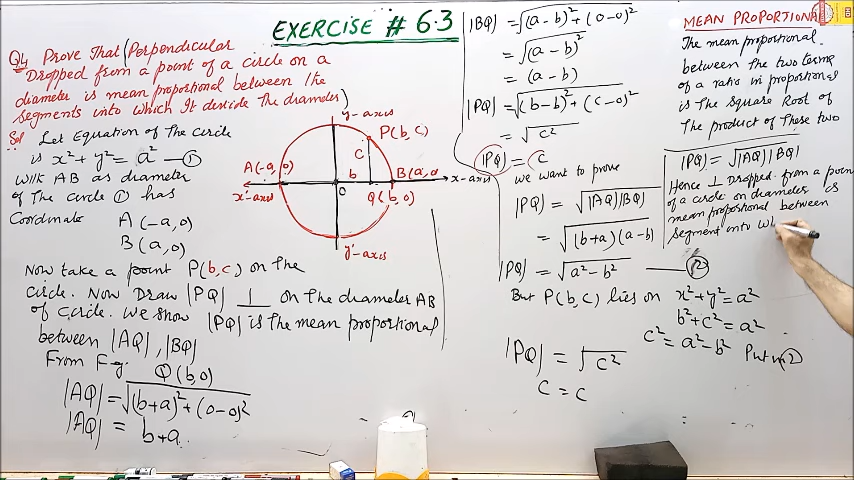 EXERCISE # 6.3
Q4 Prove That (Perpendicular
Dropped from a point of a circle on a
diameter is mean proportional between the
segments into which It devide The diameter)
Sol Let Equation of The circle
is x²+y² = a² —①
With AB as diameter
of The circle ① has
Coordinate A(-a,0)
B(a,0)
y-axis
P(b,c)
A(-a,0)
C
b
B(a,0
x'-axis
O
Q(b,0)
x-axis
y'-axis
Now take a point P(b,c) on The
circle. Now Draw |PQ| ⊥ on The diameter AB
of circle. We show |PQ| is the mean proportional
between |AQ|, |BQ|
From Fig.
Q(b,0)
|AQ| = √(b+a)²+(0-0)²
|AQ| = b+a
|BQ| = √(a-b)²+(0-0)²
= √(a-b)²
= (a-b)
|PQ| = √(b-b)²+(c-0)²
= √c²
|PQ| = c
we want to prove
|PQ| = √|AQ||BQ|
= √(b+a)(a-b)
|PQ| = √a²-b² —②
But P(b,c) lies on x²+y²=a²
b²+c²=a²
c²=a²-b² Put in ②
|PQ| = √c²
c = c
MEAN PROPORTIONA
The mean proportional
between the two terms
of a ratio in proportional
is The square Root of
The product of These two
|PQ| = √|AQ||BQ|
Hence ⊥ Dropped from a point
of a circle on diameter is
mean proportional between
segment into wh